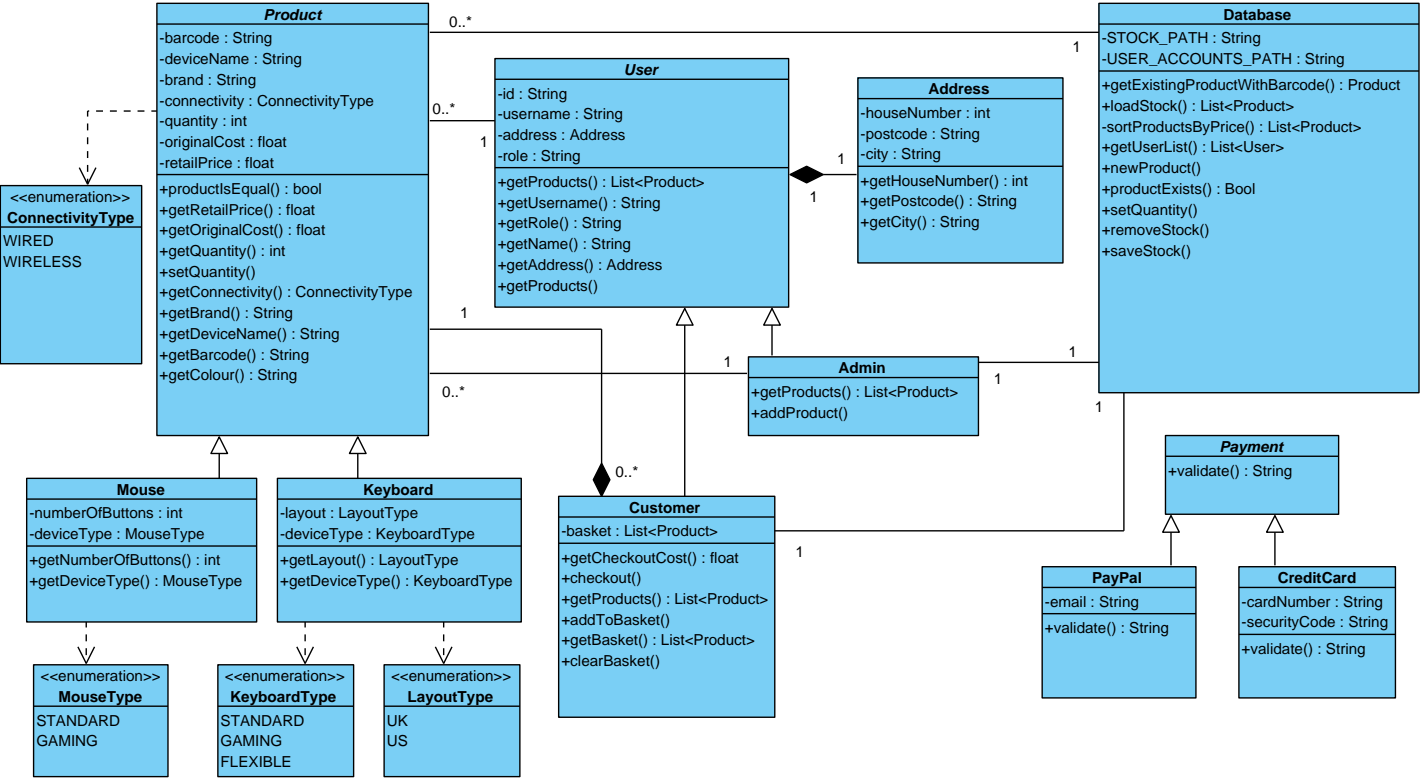 Product
-barcode : String
-deviceName : String
-brand : String
-connectivity : ConnectivityType
-quantity : int
-originalCost : float
-retailPrice : float
+productIsEqual() : bool
+getRetailPrice() : float
+getOriginalCost() : float
+getQuantity() : int
+setQuantity()
+getConnectivity() : ConnectivityType
+getBrand() : String
+getDeviceName() : String
+getBarcode() : String
+getColour() : String
0..*
1
0..*
1
User
-id : String
-username : String
-address : Address
-role : String
+getProducts() : List<Product>
+getUsername() : String
+getRole() : String
+getName() : String
+getAddress() : Address
+getProducts()
1
1
Address
-houseNumber : int
-postcode : String
-city : String
+getHouseNumber() : int
+getPostcode() : String
+getCity() : String
Database
-STOCK_PATH : String
-USER_ACCOUNTS_PATH : String
+getExistingProductWithBarcode() : Product
+loadStock() : List<Product>
-sortProductsByPrice() : List<Product>
+getUserList() : List<User>
+newProduct()
+productExists() : Bool
+setQuantity()
+removeStock()
+saveStock()
<<enumeration>>
ConnectivityType
WIRED
WIRELESS
1
0..*
1
0..*
Admin
+getProducts() : List<Product>
+addProduct()
1
1
1
1
Mouse
-numberOfButtons : int
-deviceType : MouseType
+getNumberOfButtons() : int
+getDeviceType() : MouseType
Keyboard
-layout : LayoutType
-deviceType : KeyboardType
+getLayout() : LayoutType
+getDeviceType() : KeyboardType
Customer
-basket : List<Product>
+getCheckoutCost() : float
+checkout()
+getProducts() : List<Product>
+addToBasket()
+getBasket() : List<Product>
+clearBasket()
Payment
+validate() : String
PayPal
-email : String
+validate() : String
CreditCard
-cardNumber : String
-securityCode : String
+validate() : String
<<enumeration>>
MouseType
STANDARD
GAMING
<<enumeration>>
KeyboardType
STANDARD
GAMING
FLEXIBLE
<<enumeration>>
LayoutType
UK
US